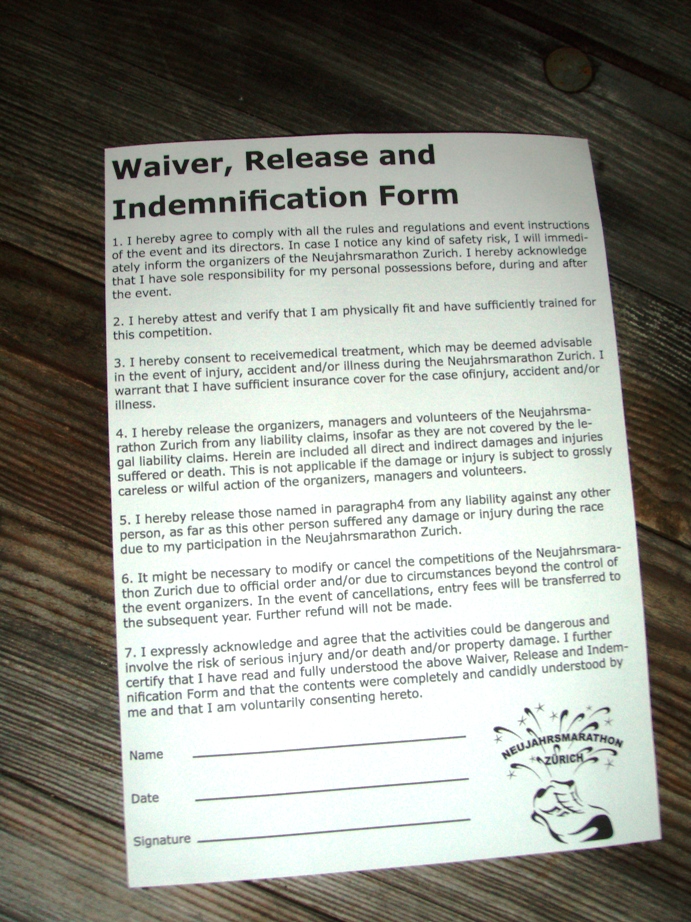 Waiver, Release and
Indemnification Form
1. I hereby agree to comply with all the rules and regulations and event instructions
of the event and its directors. In case I notice any kind of safety risk, I will immedi-
ately inform the organizers of the Neujahrsmarathon Zurich. I hereby acknowledge
that I have sole responsibility for my personal possessions before, during and after
the event.
2. I hereby attest and verify that I am physically fit and have sufficiently trained for
this competition.
3. I hereby consent to receivemedical treatment, which may be deemed advisable
in the event of injury, accident and/or illness during the Neujahrsmarathon Zurich. I
warrant that I have sufficient insurance cover for the case ofinjury, accident and/or
illness.
4. I hereby release the organizers, managers and volunteers of the Neujahrsma-
rathon Zurich from any liability claims, insofar as they are not covered by the le-
gal liability claims. Herein are included all direct and indirect damages and injuries
suffered or death. This is not applicable if the damage or injury is subject to grossly
careless or wilful action of the organizers, managers and volunteers.
5. I hereby release those named in paragraph4 from any liability against any other
person, as far as this other person suffered any damage or injury during the race
due to my participation in the Neujahrsmarathon Zurich.
6. It might be necessary to modify or cancel the competitions of the Neujahrsmara-
thon Zurich due to official order and/or due to circumstances beyond the control of
the event organizers. In the event of cancellations, entry fees will be transferred to
the subsequent year. Further refund will not be made.
7. I expressly acknowledge and agree that the activities could be dangerous and
involve the risk of serious injury and/or death and/or property damage. I further
certify that I have read and fully understood the above Waiver, Release and Indem-
nification Form and that the contents were completely and candidly understood by
me and that I am voluntarily consenting hereto.
Name
Date
Signature
NEUJAHRSMARATHON
ZÜRICH